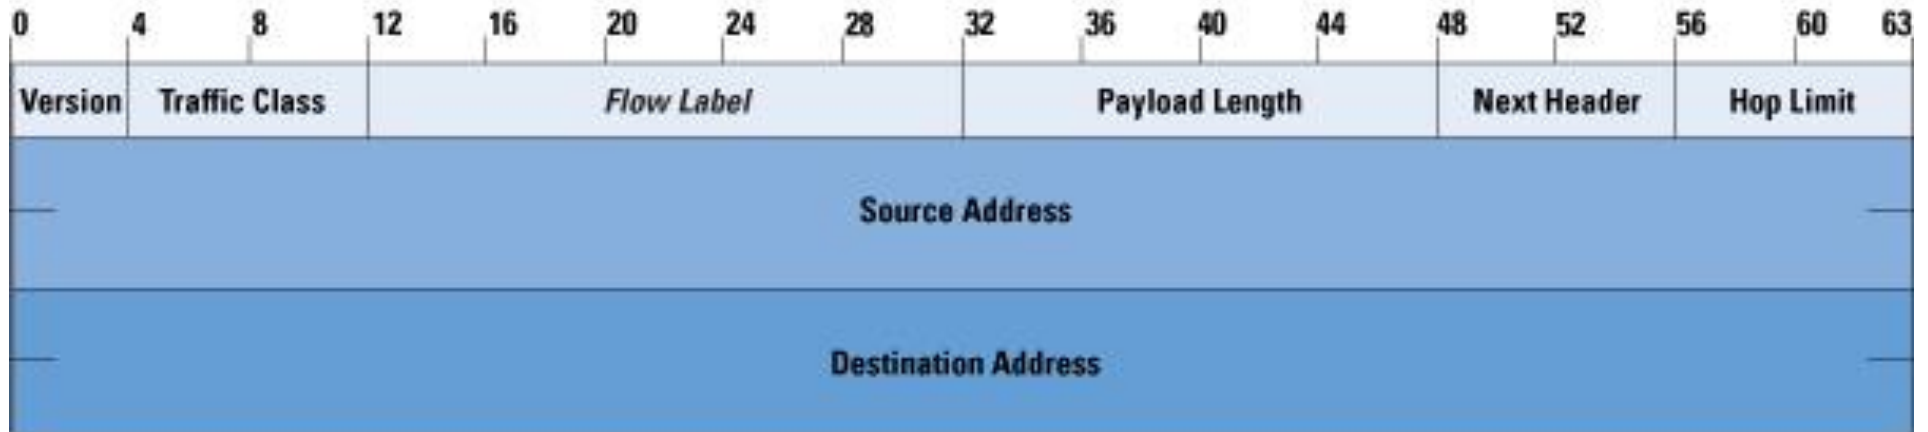 0 4 8 12 16 20 24 28 32 36 40 44 48 52 56 60 63
Version Traffic Class Flow Label Payload Length Next Header Hop Limit
Source Address
Destination Address